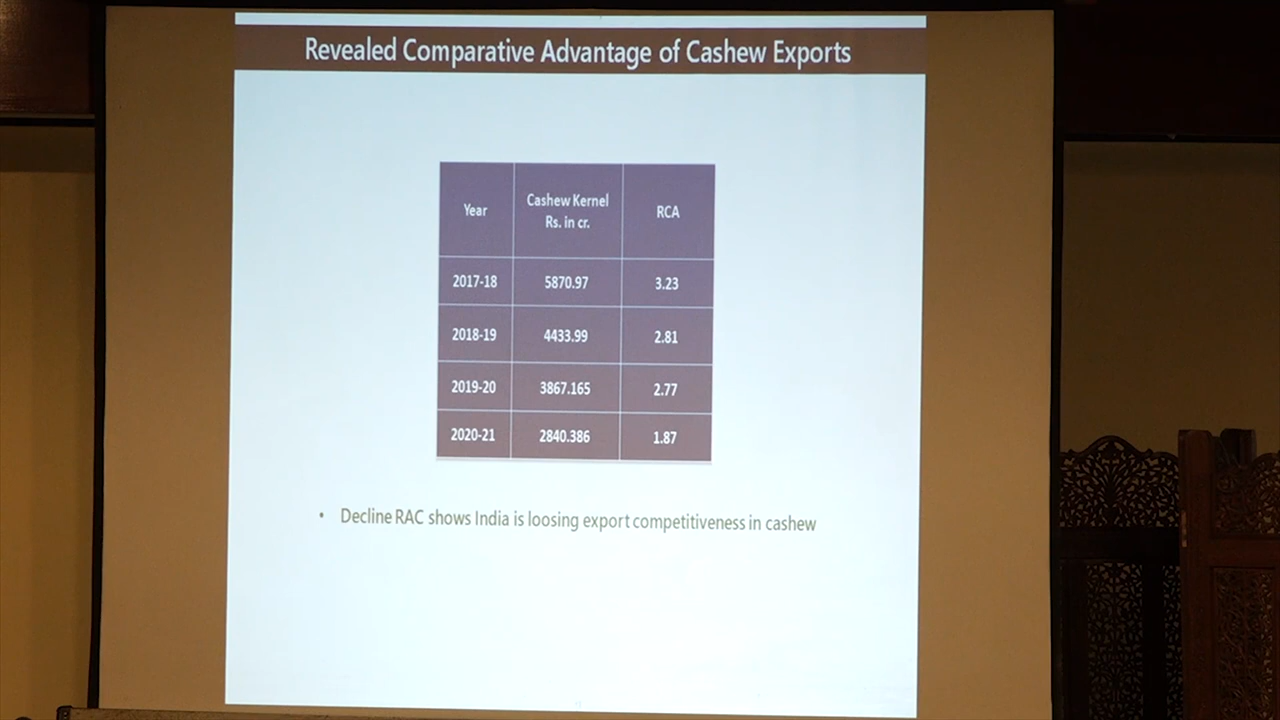 Revealed Comparative Advantage of Cashew Exports
Year Cashew Kernel Rs. in cr. RCA
2017-18 5870.97 3.23
2018-19 4433.99 2.81
2019-20 3867.165 2.77
2020-21 2840.386 1.87
• Decline RAC shows India is loosing export competitiveness in cashew